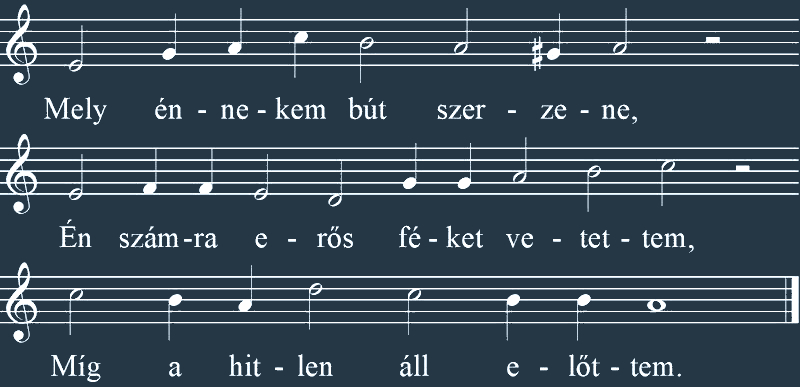 Mely én - ne - kem bút szer - ze - ne,
Én szám - ra e - rős fé - ket ve - tet - tem,
Míg a hit - len áll e - lőt - tem.